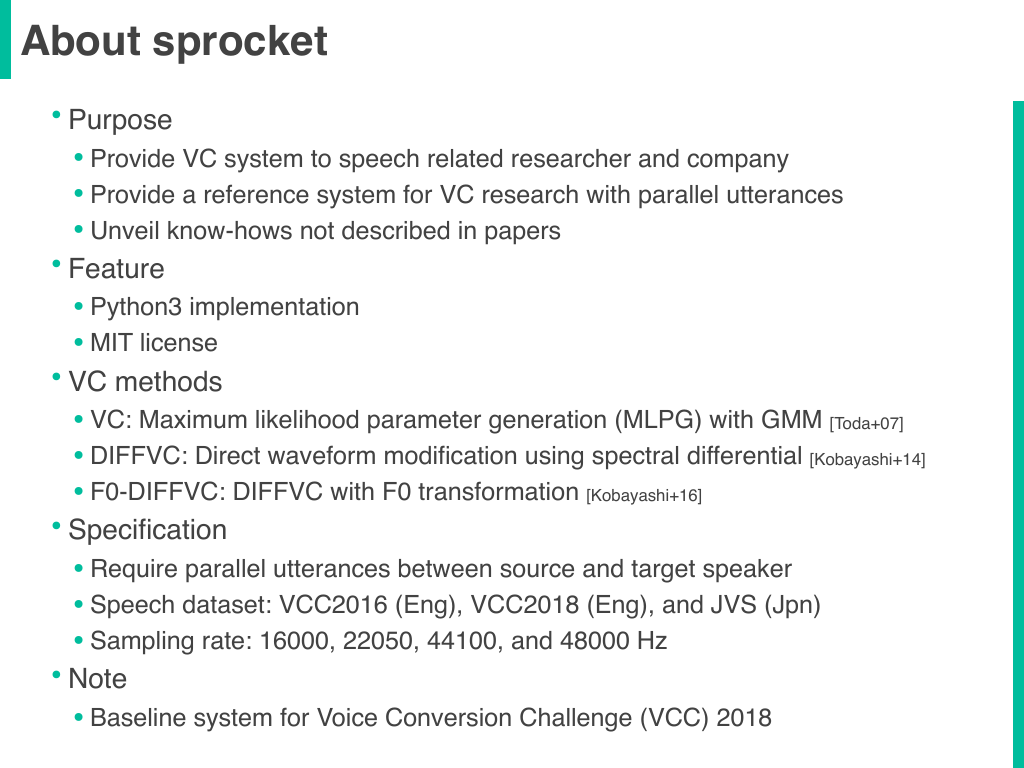 About sprocket
• Purpose
• Provide VC system to speech related researcher and company
• Provide a reference system for VC research with parallel utterances
• Unveil know-hows not described in papers
• Feature
• Python3 implementation
• MIT license
• VC methods
• VC: Maximum likelihood parameter generation (MLPG) with GMM [Toda+07]
• DIFFVC: Direct waveform modification using spectral differential [Kobayashi+14]
• F0-DIFFVC: DIFFVC with F0 transformation [Kobayashi+16]
• Specification
• Require parallel utterances between source and target speaker
• Speech dataset: VCC2016 (Eng), VCC2018 (Eng), and JVS (Jpn)
• Sampling rate: 16000, 22050, 44100, and 48000 Hz
• Note
• Baseline system for Voice Conversion Challenge (VCC) 2018